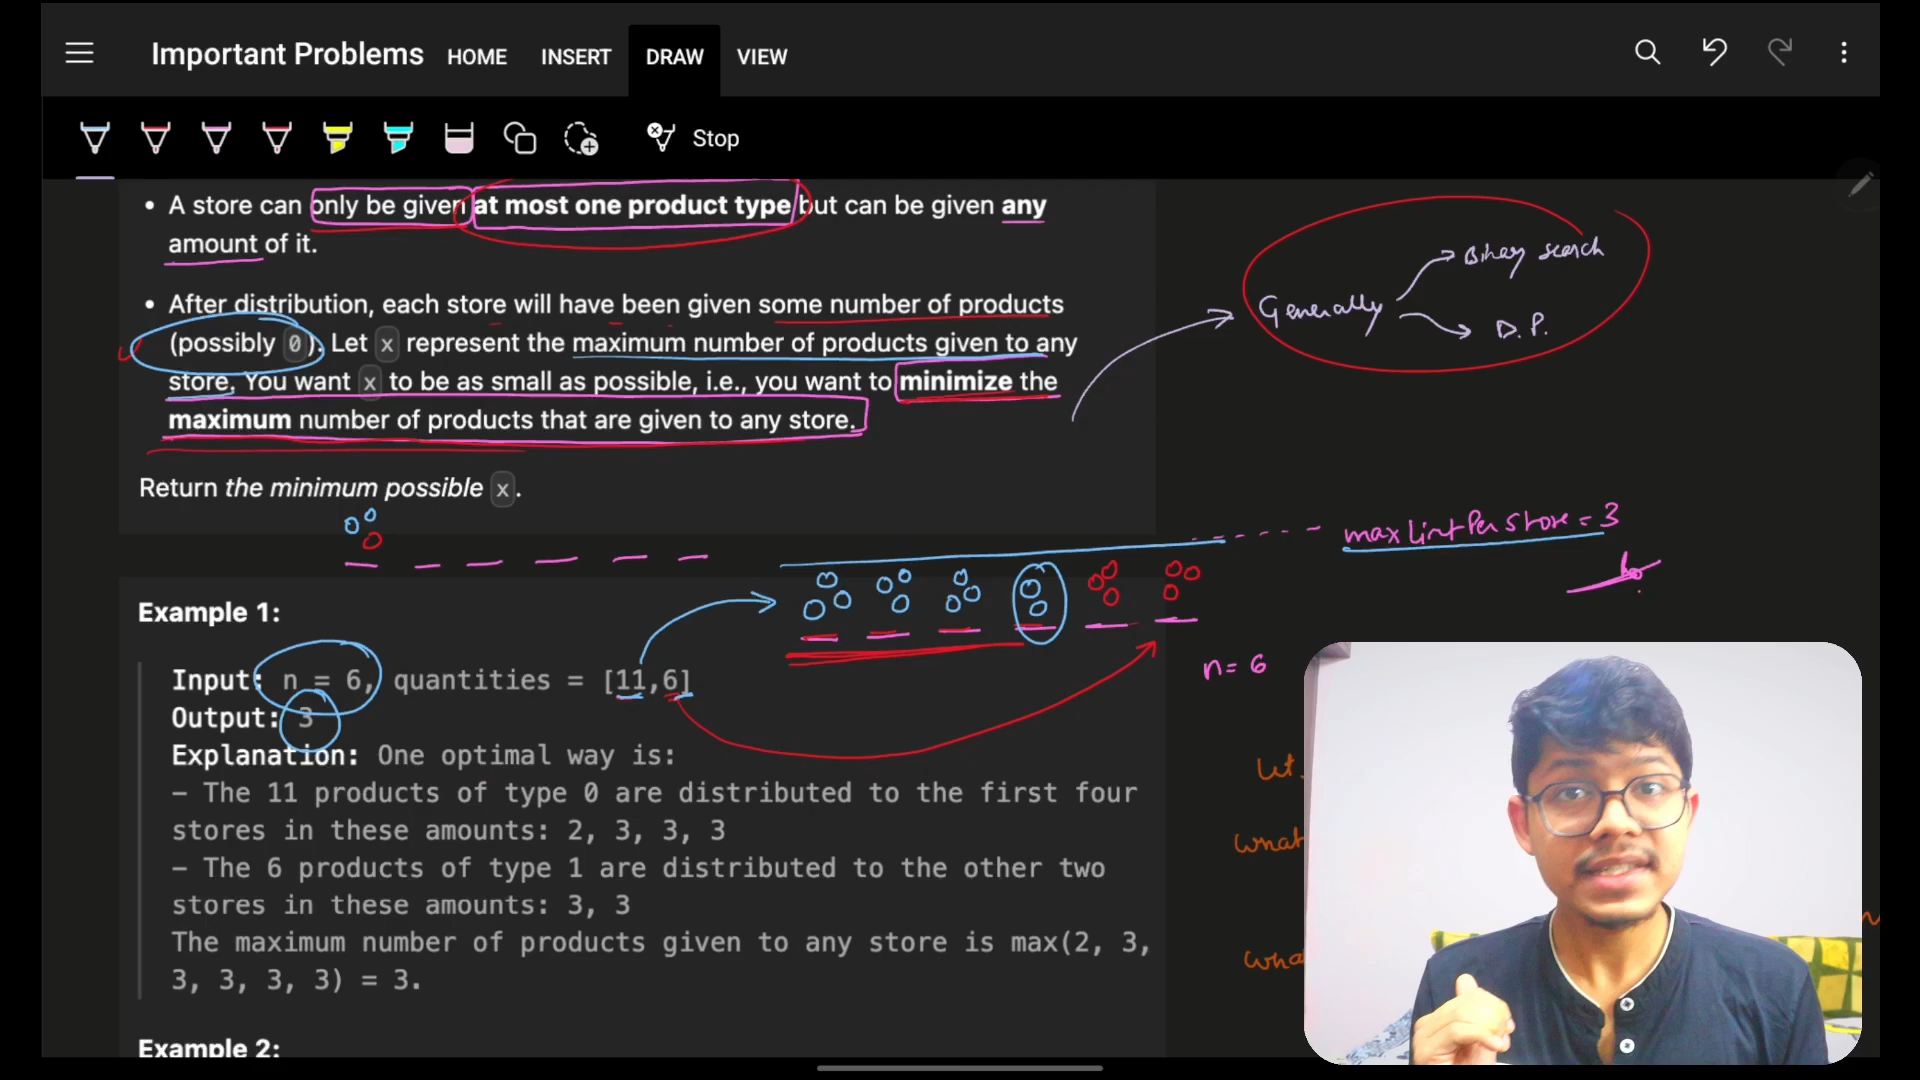 Important Problems HOME INSERT DRAW VIEW
Stop
• A store can only be given at most one product type but can be given any
amount of it.
• After distribution, each store will have been given some number of products
(possibly 0). Let x represent the maximum number of products given to any
store. You want x to be as small as possible, i.e., you want to minimize the
maximum number of products that are given to any store.
Return the minimum possible x.
Generally
Binary search
D.P.
max limit Per store = 3
Example 1:
Input: n = 6, quantities = [11,6]
Output: 3
Explanation: One optimal way is:
– The 11 products of type 0 are distributed to the first four
stores in these amounts: 2, 3, 3, 3
– The 6 products of type 1 are distributed to the other two
stores in these amounts: 3, 3
The maximum number of products given to any store is max(2, 3,
3, 3, 3, 3) = 3.
n = 6
what
Example 2: